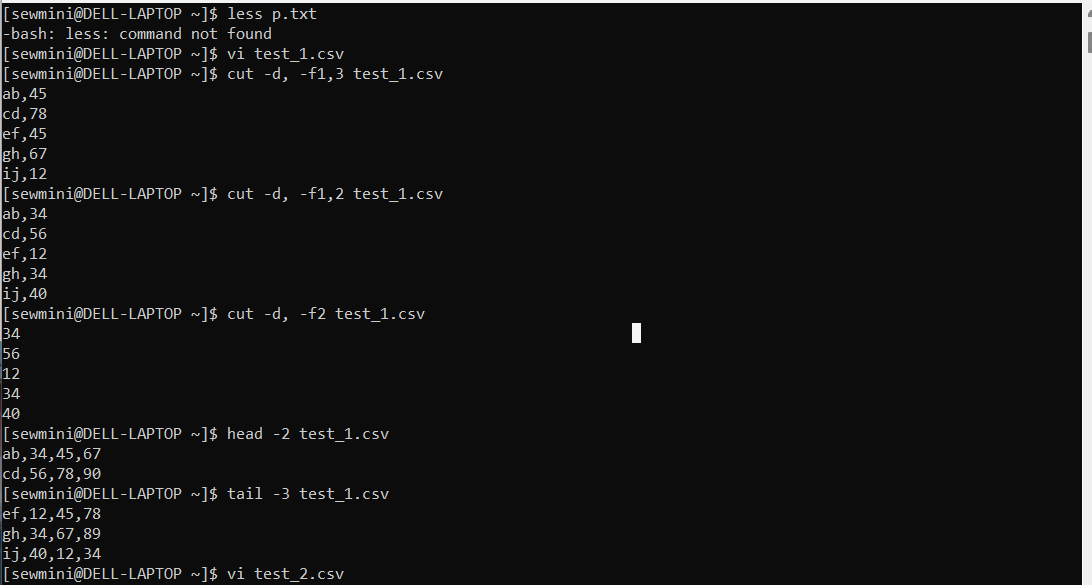 [sewmini@DELL-LAPTOP ~]$ less p.txt
-bash: less: command not found
[sewmini@DELL-LAPTOP ~]$ vi test_1.csv
[sewmini@DELL-LAPTOP ~]$ cut -d, -f1,3 test_1.csv
ab,45
cd,78
ef,45
gh,67
ij,12
[sewmini@DELL-LAPTOP ~]$ cut -d, -f1,2 test_1.csv
ab,34
cd,56
ef,12
gh,34
ij,40
[sewmini@DELL-LAPTOP ~]$ cut -d, -f2 test_1.csv
34
56
12
34
40
[sewmini@DELL-LAPTOP ~]$ head -2 test_1.csv
ab,34,45,67
cd,56,78,90
[sewmini@DELL-LAPTOP ~]$ tail -3 test_1.csv
ef,12,45,78
gh,34,67,89
ij,40,12,34
[sewmini@DELL-LAPTOP ~]$ vi test_2.csv